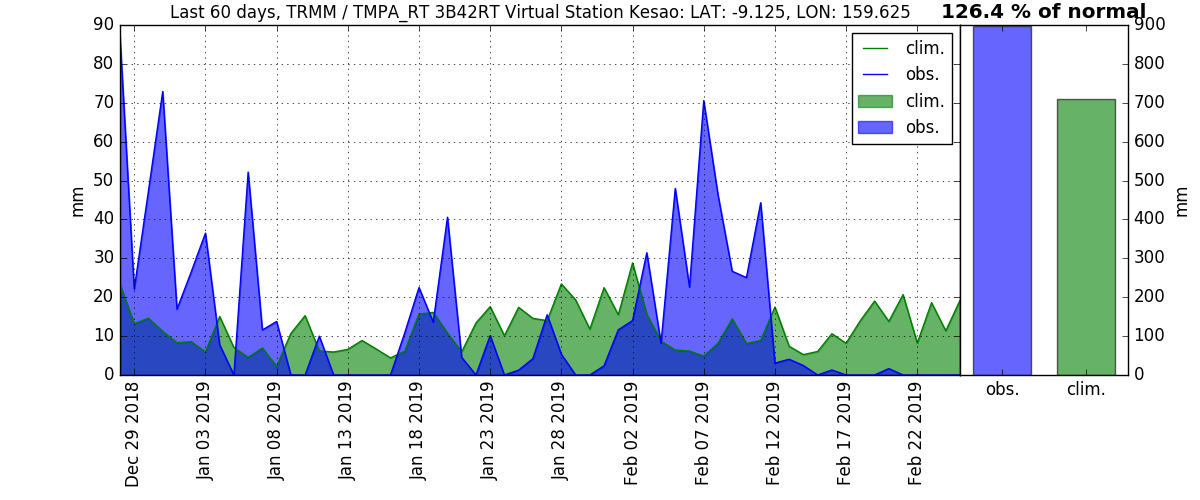 Last 60 days, TRMM / TMPA_RT 3B42RT Virtual Station Kesao: LAT: -9.125, LON: 159.625
126.4 % of normal
90
80
70
60
50
40
30
20
10
0
mm
clim.
obs.
clim.
obs.
900
800
700
600
500
400
300
200
100
0
mm
obs.
clim.
Dec 29 2018
Jan 03 2019
Jan 08 2019
Jan 13 2019
Jan 18 2019
Jan 23 2019
Jan 28 2019
Feb 02 2019
Feb 07 2019
Feb 12 2019
Feb 17 2019
Feb 22 2019